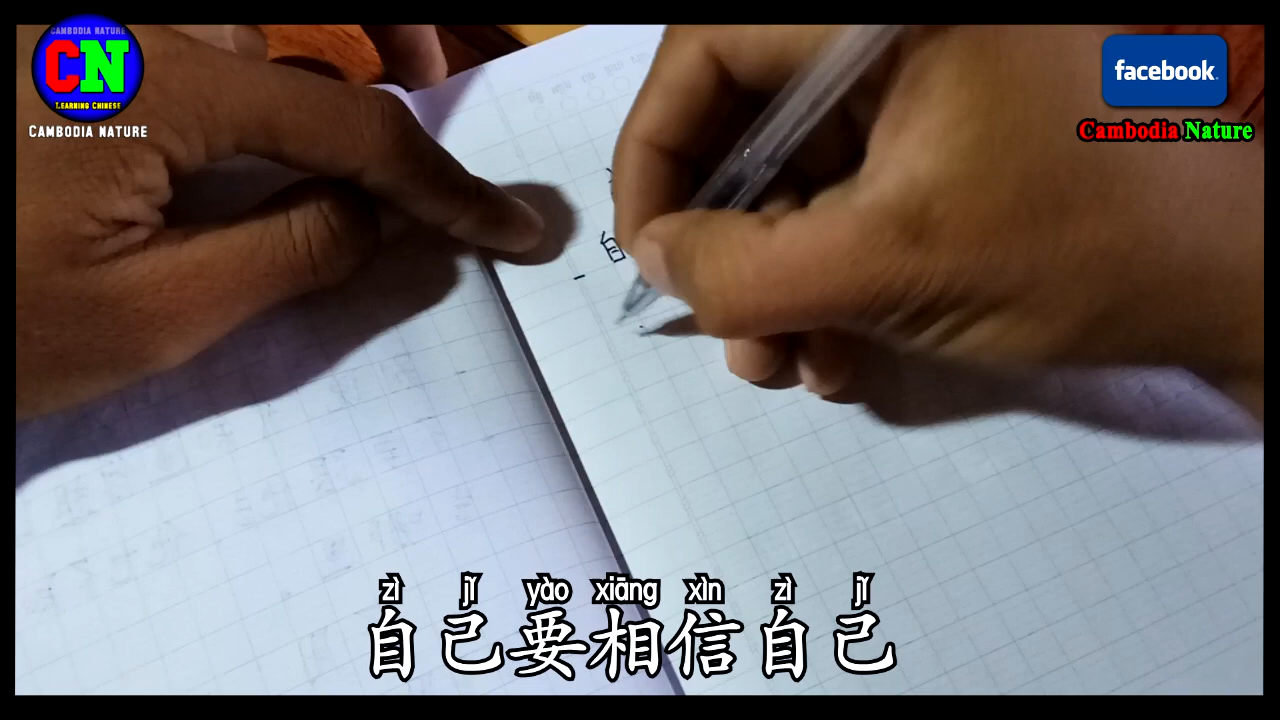 CAMBODIA NATURE
CN
LEARNING CHINESE
CAMBODIA NATURE
facebook
Cambodia Nature
自
zì jǐ yào xiāng xìn zì jǐ
自己要相信自己